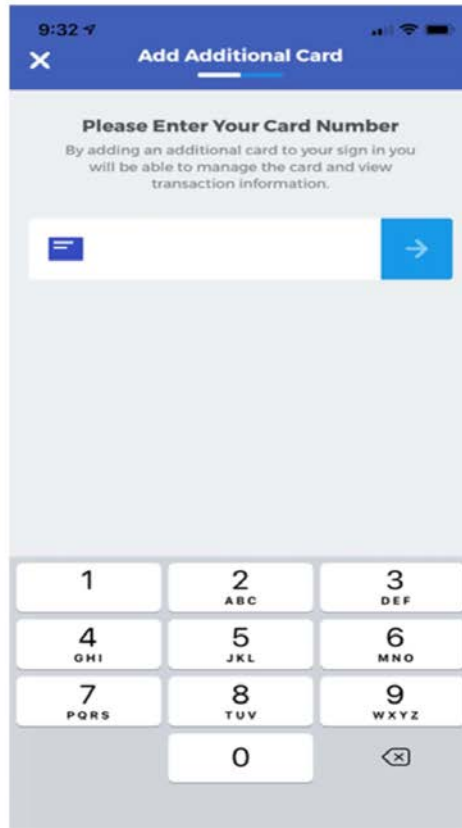 9:32
Add Additional Card
Please Enter Your Card Number
By adding an additional card to your sign in you
will be able to manage the card and view
transaction information.
1
2
3
ABC
DEF
4
5
6
GHI
JKL
MNO
7
8
9
PQRS
TUV
WXYZ
0